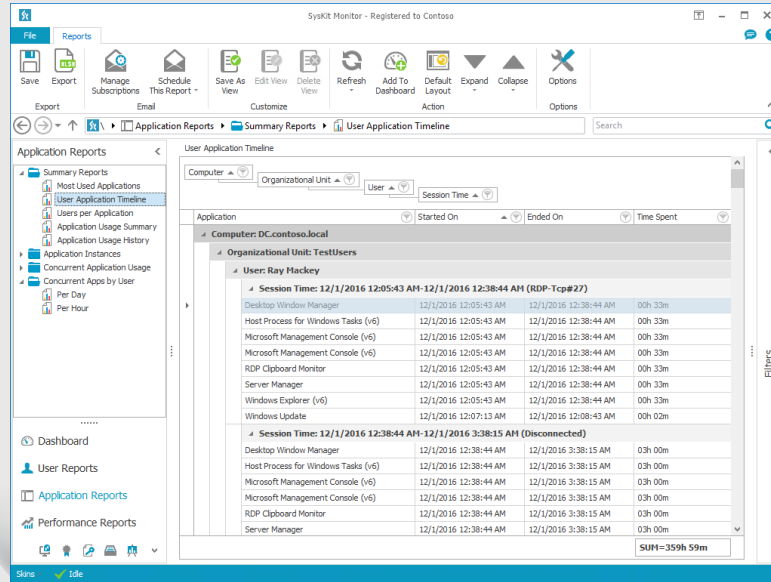 SysKit Monitor - Registered to Contoso
File Reports
Save Export Manage Subscriptions Schedule This Report Save As View Edit View Delete View Refresh Add To Dashboard Default Layout Expand Collapse Options
Export Email Customize Action Options
\ Application Reports Summary Reports User Application Timeline Search
Application Reports <
Summary Reports
Most Used Applications
User Application Timeline
Users per Application
Application Usage Summary
Application Usage History
Application Instances
Concurrent Application Usage
Concurrent Apps by User
Per Day
Per Hour
Dashboard
User Reports
Application Reports
Performance Reports
User Application Timeline
Computer
Organizational Unit
User
Session Time
Application Started On Ended On Time Spent
Computer: DC.contoso.local
Organizational Unit: TestUsers
User: Ray Mackey
Session Time: 12/1/2016 12:05:43 AM-12/1/2016 12:38:44 AM (RDP-Tcp#27)
Desktop Window Manager 12/1/2016 12:05:43 AM 12/1/2016 12:38:44 AM 00h 33m
Host Process for Windows Tasks (v6) 12/1/2016 12:05:43 AM 12/1/2016 12:38:44 AM 00h 33m
Microsoft Management Console (v6) 12/1/2016 12:05:43 AM 12/1/2016 12:38:44 AM 00h 33m
Microsoft Management Console (v6) 12/1/2016 12:05:43 AM 12/1/2016 12:38:44 AM 00h 33m
RDP Clipboard Monitor 12/1/2016 12:05:43 AM 12/1/2016 12:38:44 AM 00h 33m
Server Manager 12/1/2016 12:05:43 AM 12/1/2016 12:38:44 AM 00h 33m
Windows Explorer (v6) 12/1/2016 12:05:43 AM 12/1/2016 12:38:44 AM 00h 33m
Windows Update 12/1/2016 12:07:13 AM 12/1/2016 12:08:43 AM 00h 02m
Session Time: 12/1/2016 12:38:44 AM-12/1/2016 3:38:15 AM (Disconnected)
Desktop Window Manager 12/1/2016 12:38:44 AM 12/1/2016 3:38:15 AM 03h 00m
Host Process for Windows Tasks (v6) 12/1/2016 12:38:44 AM 12/1/2016 3:38:15 AM 03h 00m
Microsoft Management Console (v6) 12/1/2016 12:38:44 AM 12/1/2016 3:38:15 AM 03h 00m
Microsoft Management Console (v6) 12/1/2016 12:38:44 AM 12/1/2016 3:38:15 AM 03h 00m
RDP Clipboard Monitor 12/1/2016 12:38:44 AM 12/1/2016 3:38:15 AM 03h 00m
Server Manager 12/1/2016 12:38:44 AM 12/1/2016 3:38:15 AM 03h 00m
SUM=359h 59m
Filters
Skins Idle